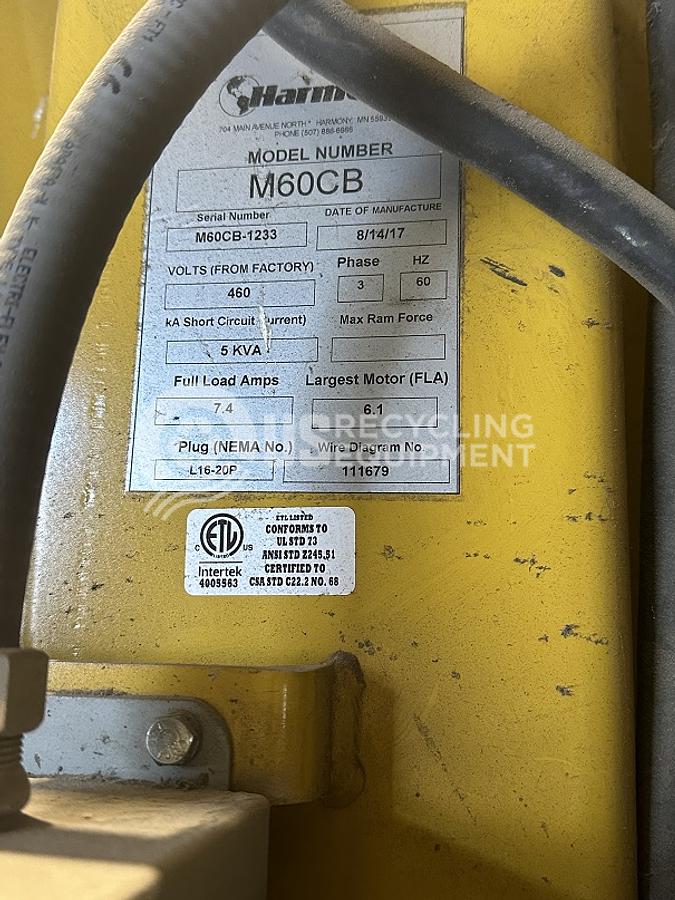 Harm
704 MAIN AVENUE NORTH * HARMONY, MN 5593
PHONE (507) 886-6666
MODEL NUMBER
M60CB
Serial Number DATE OF MANUFACTURE
M60CB-1233 8/14/17
VOLTS (FROM FACTORY) Phase HZ
460 3 60
kA Short Circuit urrent) Max Ram Force
5 KVA
Full Load Amps Largest Motor (FLA)
7.4 6.1
Plug (NEMA No.) Wire Diagram No.
L16-20P 111679
US RECYCLING
EQUIPMENT
ETL LISTED
CONFORMS TO
UL STD 73
ANSI STD Z245.51
CERTIFIED TO
CSA STD C22.2 NO. 68
C ETL US
Intertek
4005563